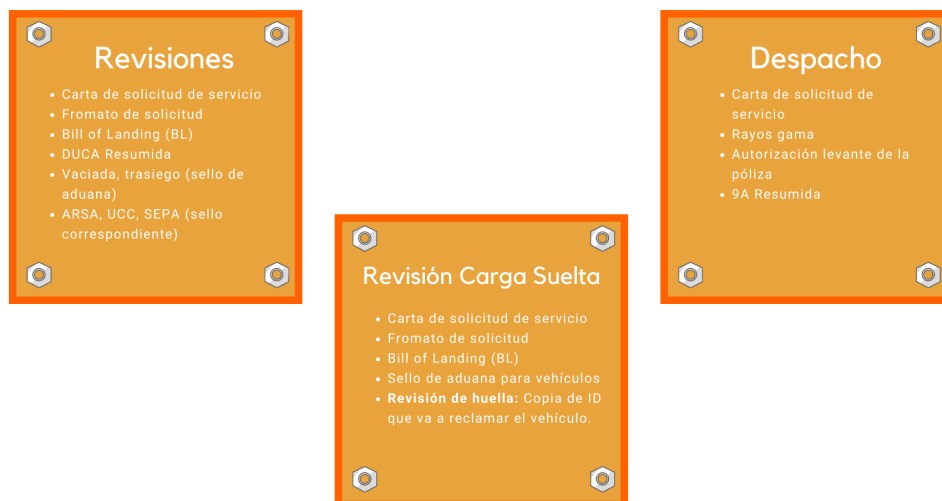 Revisiones
• Carta de solicitud de servicio
• Fromato de solicitud
• Bill of Landing (BL)
• DUCA Resumida
• Vaciada, trasiego (sello de
aduana)
• ARSA, UCC, SEPA (sello
correspondiente)
Revisión Carga Suelta
• Carta de solicitud de servicio
• Fromato de solicitud
• Bill of Landing (BL)
• Sello de aduana para vehículos
• Revisión de huella: Copia de ID
que va a reclamar el vehículo.
Despacho
• Carta de solicitud de
servicio
• Rayos gama
• Autorización levante de la
póliza
• 9A Resumida